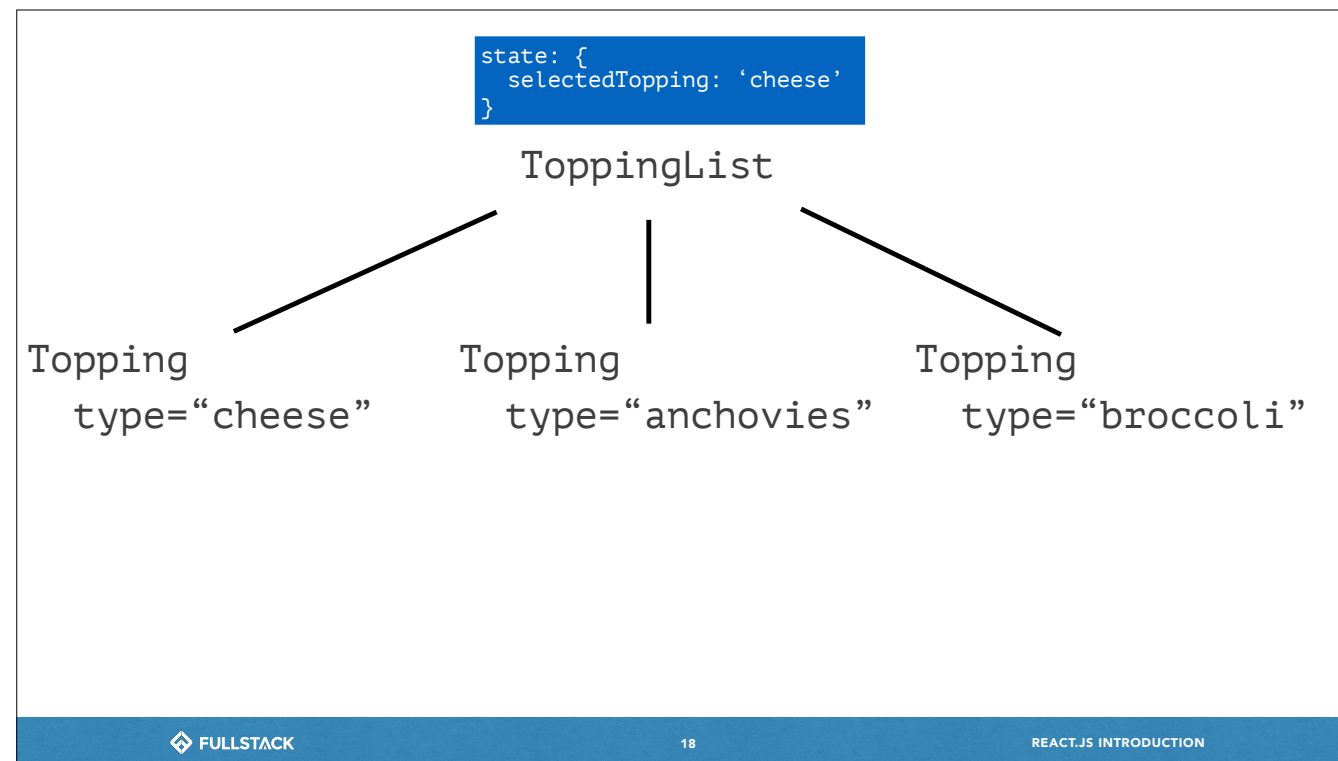 state: {
  selectedTopping: ‘cheese’
}
ToppingList
Topping
type=“cheese”
Topping
type=“anchovies”
Topping
type=“broccoli”
FULLSTACK
18
REACT.JS INTRODUCTION